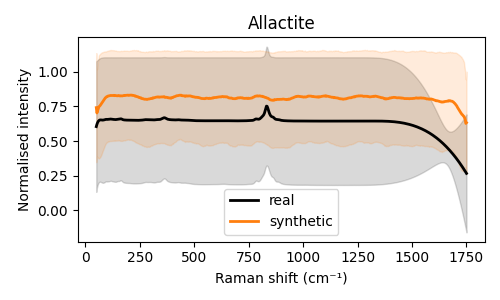 Allactite
Normalised intensity
1.00
0.75
0.50
0.25
0.00
real
synthetic
0 250 500 750 1000 1250 1500 1750
Raman shift (cm⁻¹)